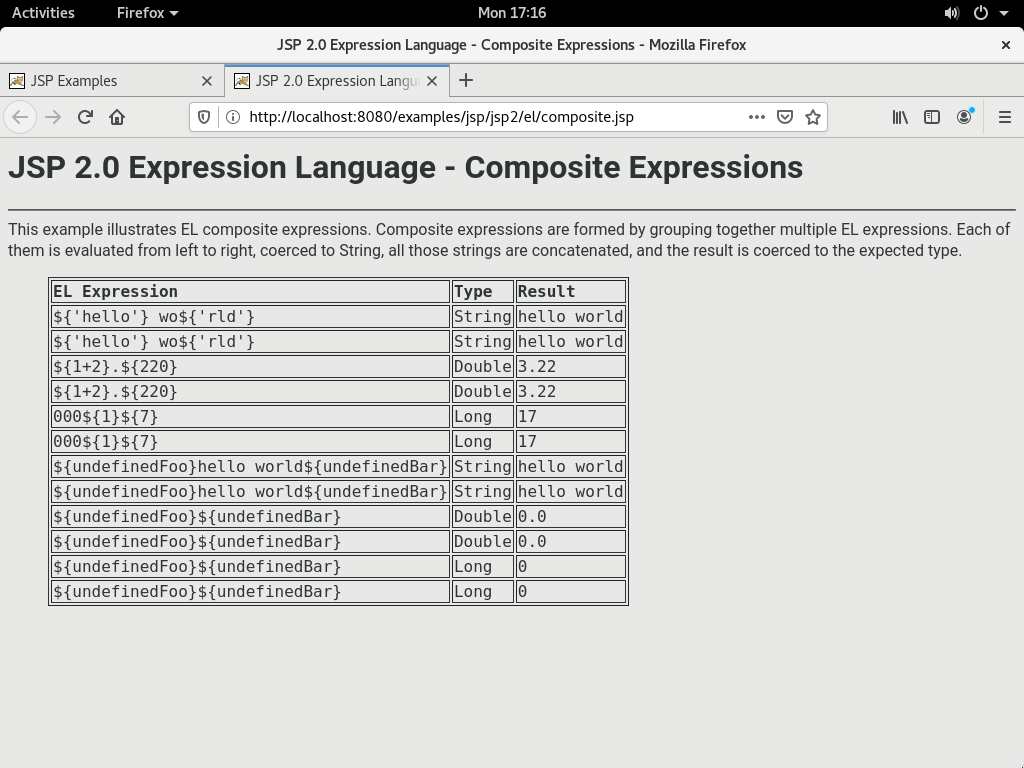 Activities Firefox Mon 17:16
JSP 2.0 Expression Language - Composite Expressions - Mozilla Firefox
JSP Examples JSP 2.0 Expression Langu
http://localhost:8080/examples/jsp/jsp2/el/composite.jsp
JSP 2.0 Expression Language - Composite Expressions
This example illustrates EL composite expressions. Composite expressions are formed by grouping together multiple EL expressions. Each of
them is evaluated from left to right, coerced to String, all those strings are concatenated, and the result is coerced to the expected type.
EL Expression Type Result
${'hello'} wo${'rld'} String hello world
${'hello'} wo${'rld'} String hello world
${1+2}.${220} Double 3.22
${1+2}.${220} Double 3.22
000${1}${7} Long 17
000${1}${7} Long 17
${undefinedFoo}hello world${undefinedBar} String hello world
${undefinedFoo}hello world${undefinedBar} String hello world
${undefinedFoo}${undefinedBar} Double 0.0
${undefinedFoo}${undefinedBar} Double 0.0
${undefinedFoo}${undefinedBar} Long 0
${undefinedFoo}${undefinedBar} Long 0